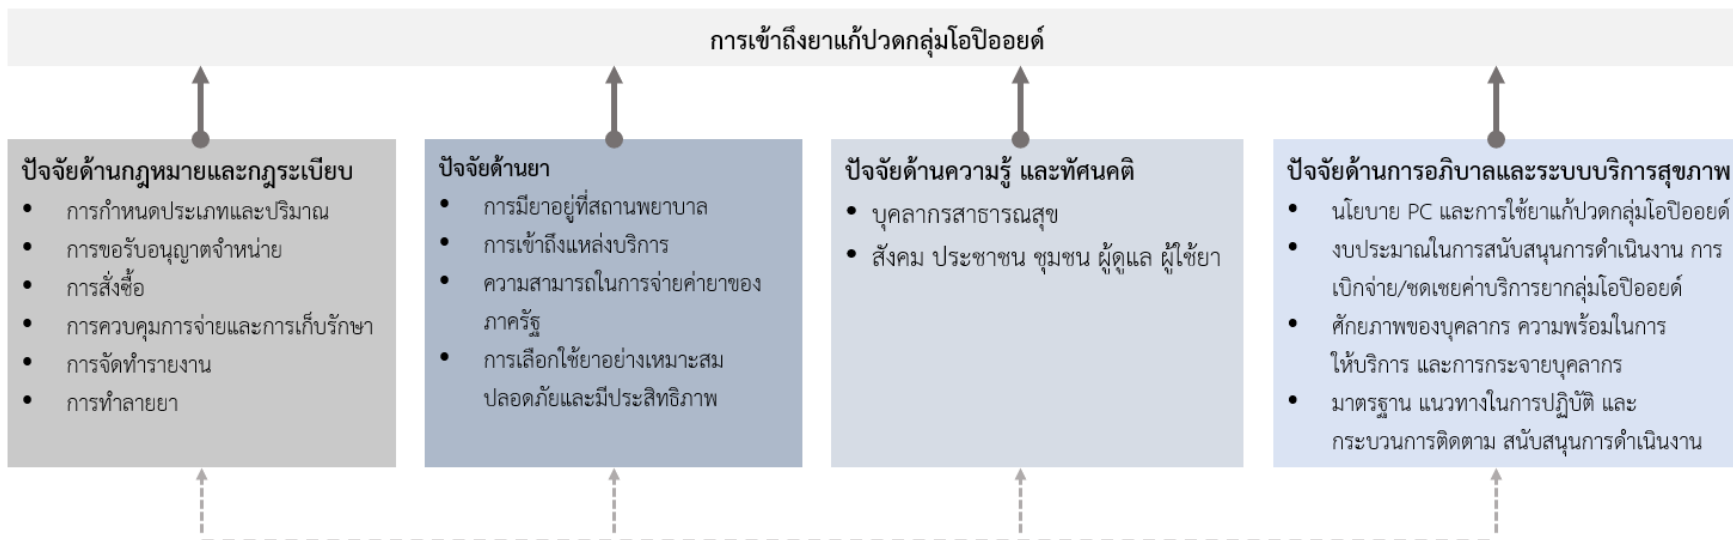 การเข้าถึงยาแก้ปวดกลุ่มโอปิออยด์
ปัจจัยด้านกฎหมายและกฎระเบียบ
• การกำหนดประเภทและปริมาณ
• การขอรับอนุญาตจำหน่าย
• การสั่งซื้อ
• การควบคุมการจ่ายและการเก็บรักษา
• การจัดทำรายงาน
• การทำลายยา
ปัจจัยด้านยา
• การมียาอยู่ที่สถานพยาบาล
• การเข้าถึงแหล่งบริการ
• ความสามารถในการจ่ายค่ายาของ
ภาครัฐ
• การเลือกใช้ยาอย่างเหมาะสม
ปลอดภัยและมีประสิทธิภาพ
ปัจจัยด้านความรู้ และทัศนคติ
• บุคลากรสาธารณสุข
• สังคม ประชาชน ชุมชน ผู้ดูแล ผู้ใช้ยา
ปัจจัยด้านการอภิบาลและระบบบริการสุขภาพ
• นโยบาย PC และการใช้ยาแก้ปวดกลุ่มโอปิออยด์
• งบประมาณในการสนับสนุนการดำเนินงาน การ
เบิกจ่าย/ชดเชยค่าบริการยากลุ่มโอปิออยด์
• ศักยภาพของบุคลากร ความพร้อมในการ
ให้บริการ และการกระจายบุคลากร
• มาตรฐาน แนวทางในการปฏิบัติ และ
กระบวนการติดตาม สนับสนุนการดำเนินงาน